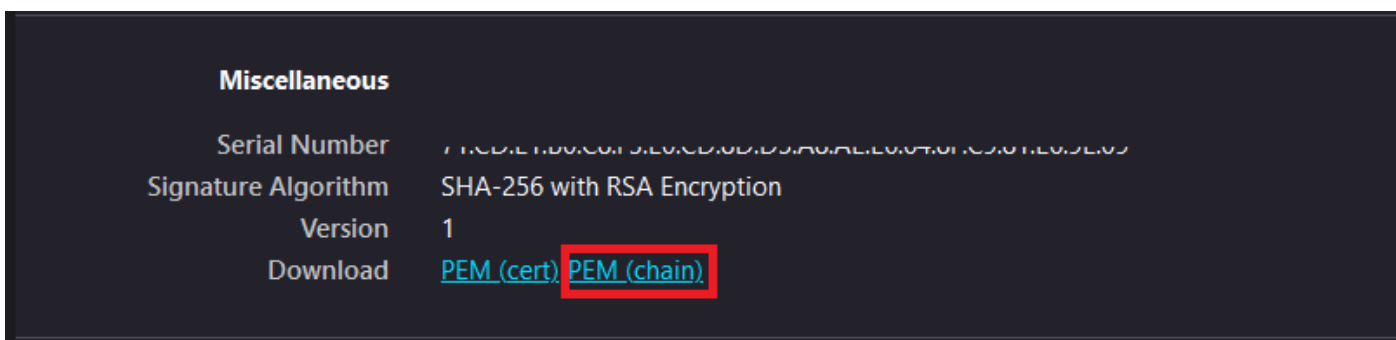 Miscellaneous
Serial Number
Signature Algorithm SHA-256 with RSA Encryption
Version 1
Download PEM (cert) PEM (chain)